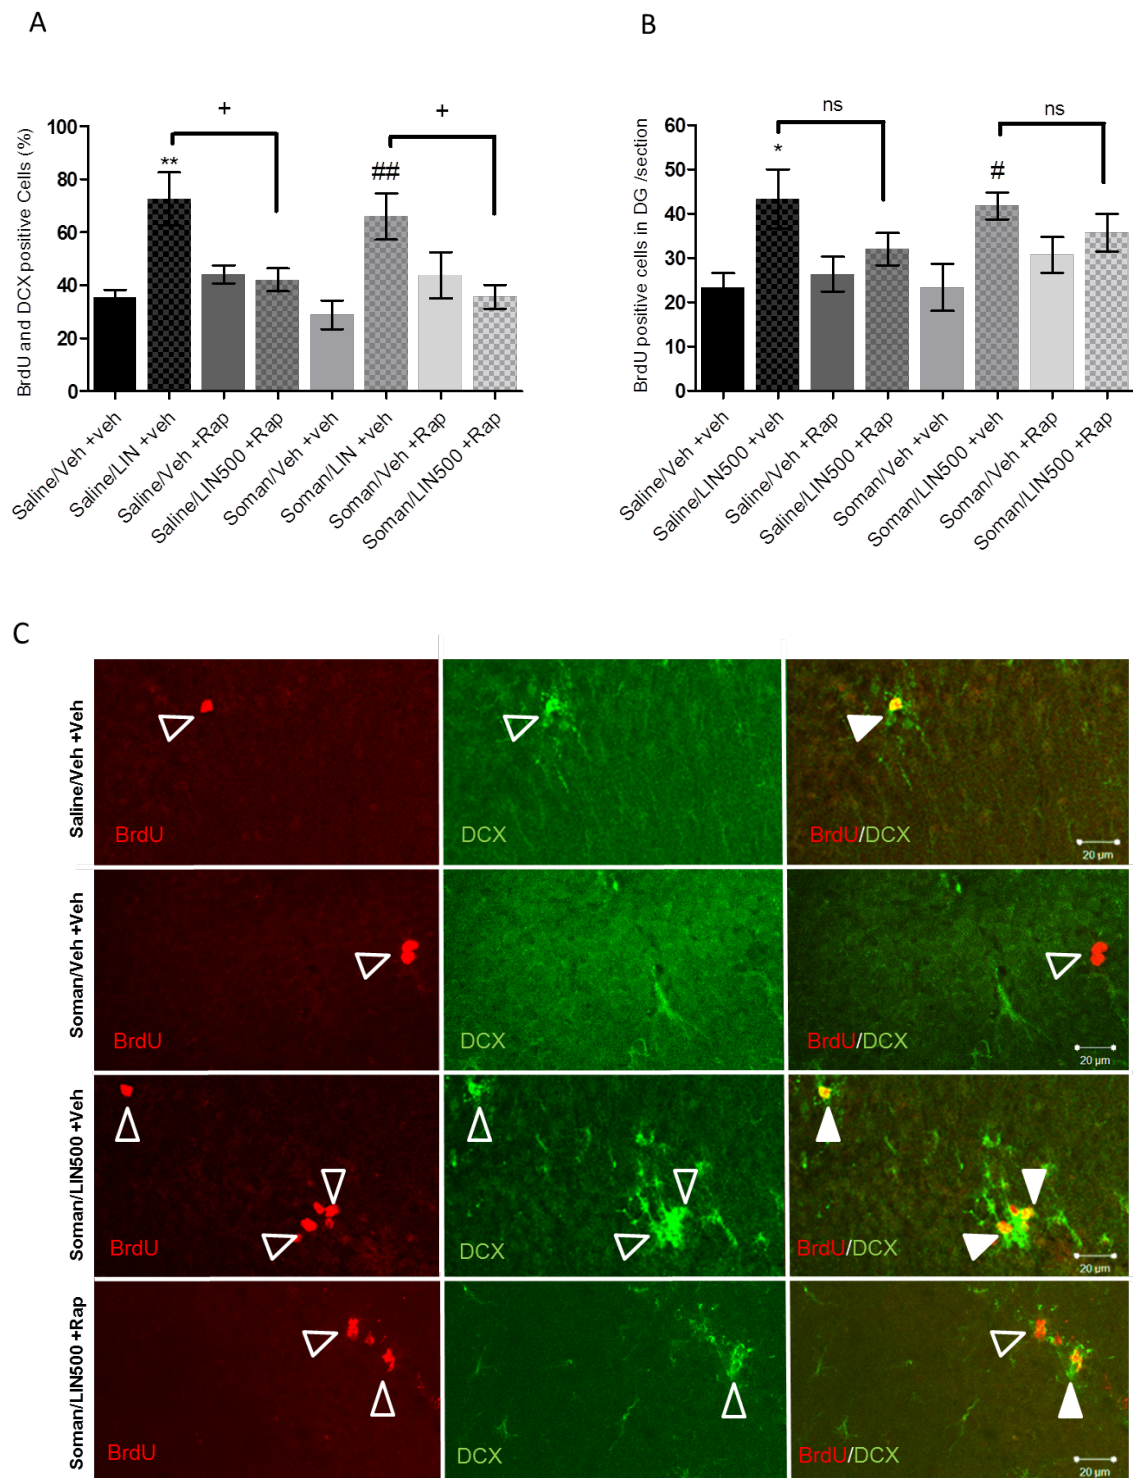 A
B
+
+
**
##
BrdU and DCX positive Cells (%)
100
80
60
40
20
0
Saline/Veh +veh
Saline/LIN +veh
Saline/Veh +Rap
Saline/LIN500 +Rap
Soman/Veh +veh
Soman/LIN +veh
Soman/Veh +Rap
Soman/LIN500 +Rap
ns
ns
*
#
BrdU positive cells in DG /section
60
50
40
30
20
10
0
Saline/Veh +veh
Saline/LIN500 +veh
Saline/Veh +Rap
Saline/LIN500 +Rap
Soman/Veh +veh
Soman/LIN500 +veh
Soman/Veh +Rap
Soman/LIN500 +Rap
C
Saline/Veh +Veh
BrdU
DCX
BrdU/DCX
20 µm
Soman/Veh +Veh
BrdU
DCX
BrdU/DCX
20 µm
Soman/LIN500 +Veh
BrdU
DCX
BrdU/DCX
20 µm
Soman/LIN500 +Rap
BrdU
DCX
BrdU/DCX
20 µm